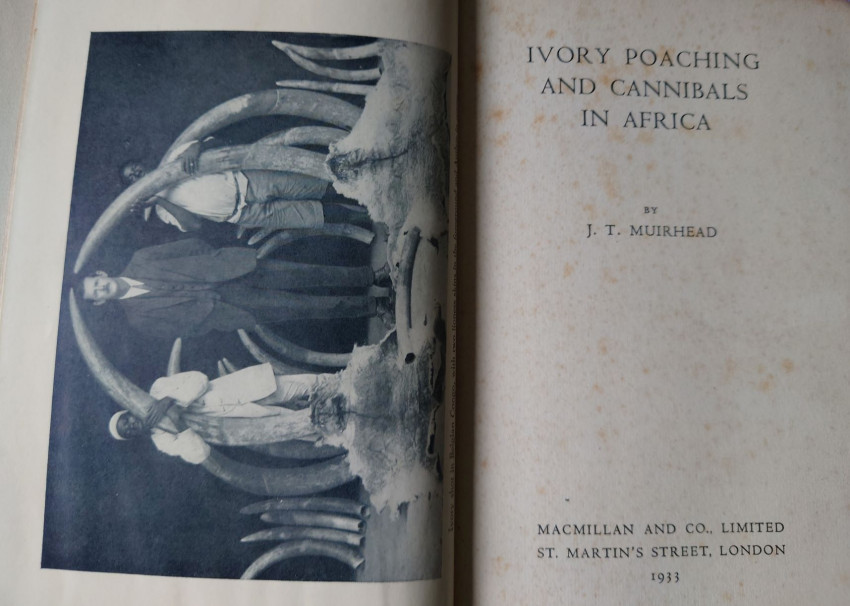 IVORY POACHING
AND CANNIBALS
IN AFRICA
BY
J. T. MUIRHEAD
MACMILLAN AND CO., LIMITED
ST. MARTIN'S STREET, LONDON
1933